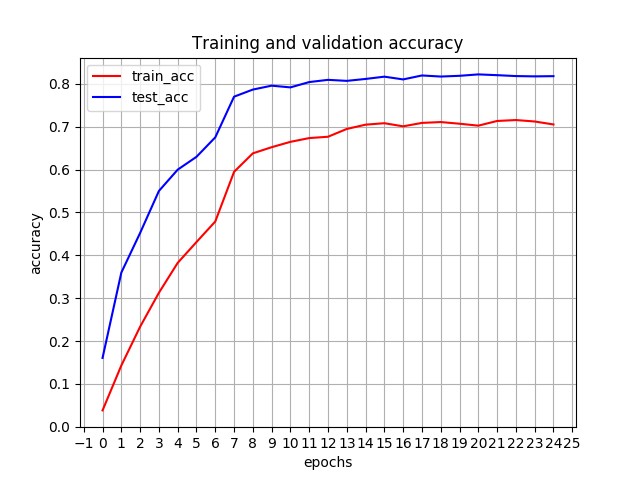 Training and validation accuracy
train_acc
test_acc
0.8
0.7
0.6
0.5
0.4
0.3
0.2
0.1
0.0
accuracy
−1 0 1 2 3 4 5 6 7 8 9 10 11 12 13 14 15 16 17 18 19 20 21 22 23 24 25
epochs